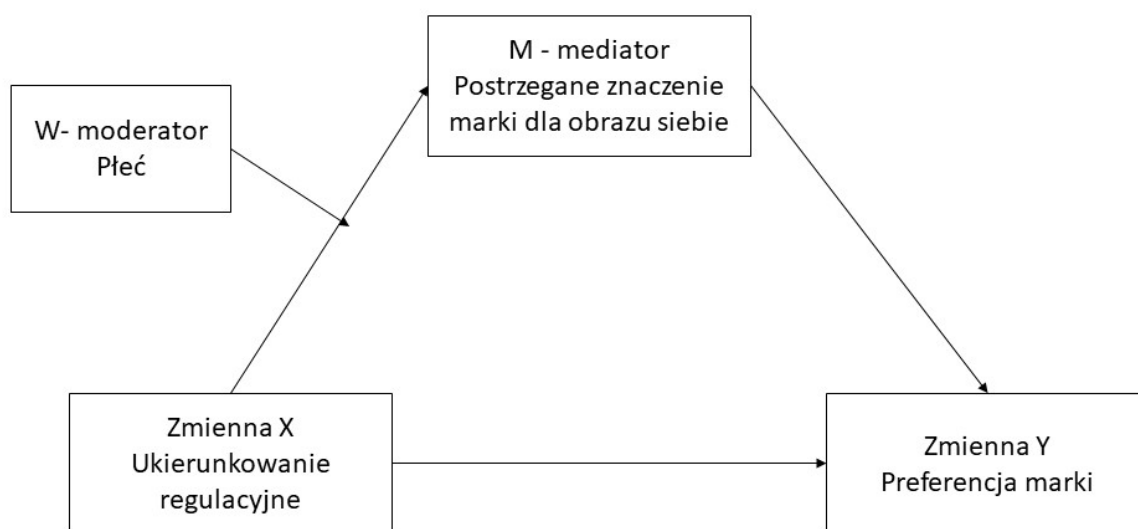 M - mediator
Postrzegane znaczenie
marki dla obrazu siebie
W- moderator
Płeć
Zmienna X
Ukierunkowanie
regulacyjne
Zmienna Y
Preferencja marki